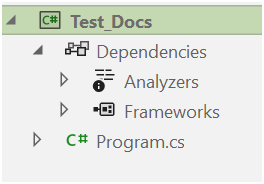 C# Test_Docs
Dependencies
Analyzers
Frameworks
C# Program.cs